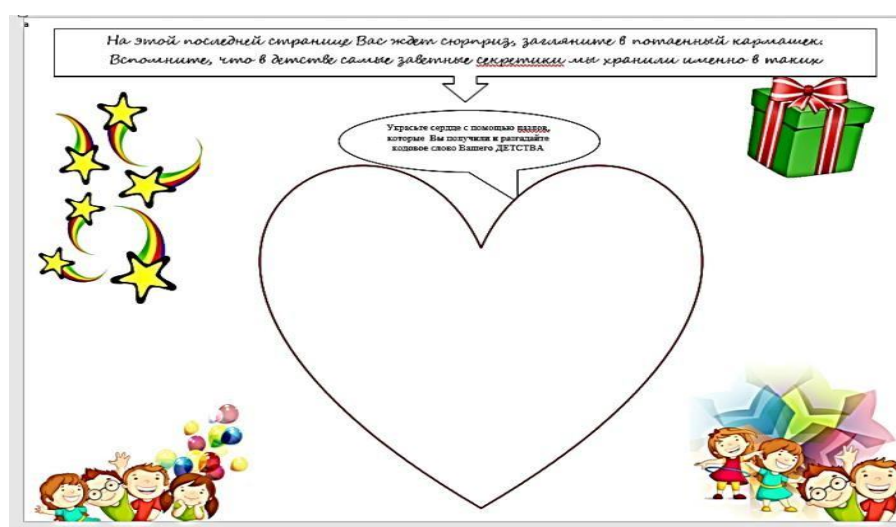 На этой последней странице Вас ждет сюрприз, загляните в потаенный кармашек.
Вспомните, что в детстве самые заветные секретики мы хранили именно в таких
Украсьте сердце с помощью пазлов,
которые Вы получили и разгадайте
кодовое слово Вашего ДЕТСТВА